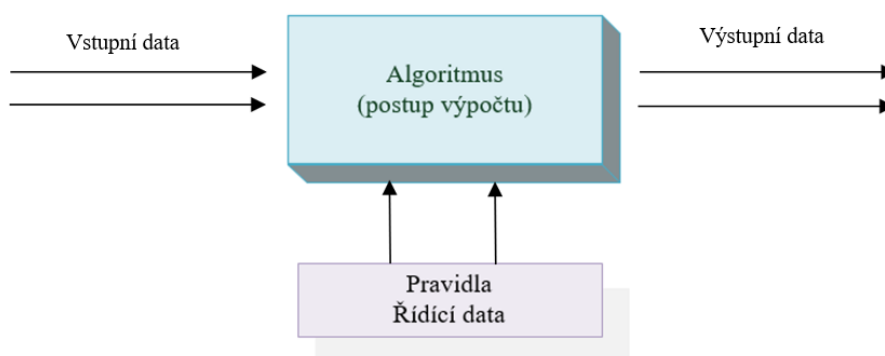 Vstupní data
Výstupní data
Algoritmus
(postup výpočtu)
Pravidla
Řídící data